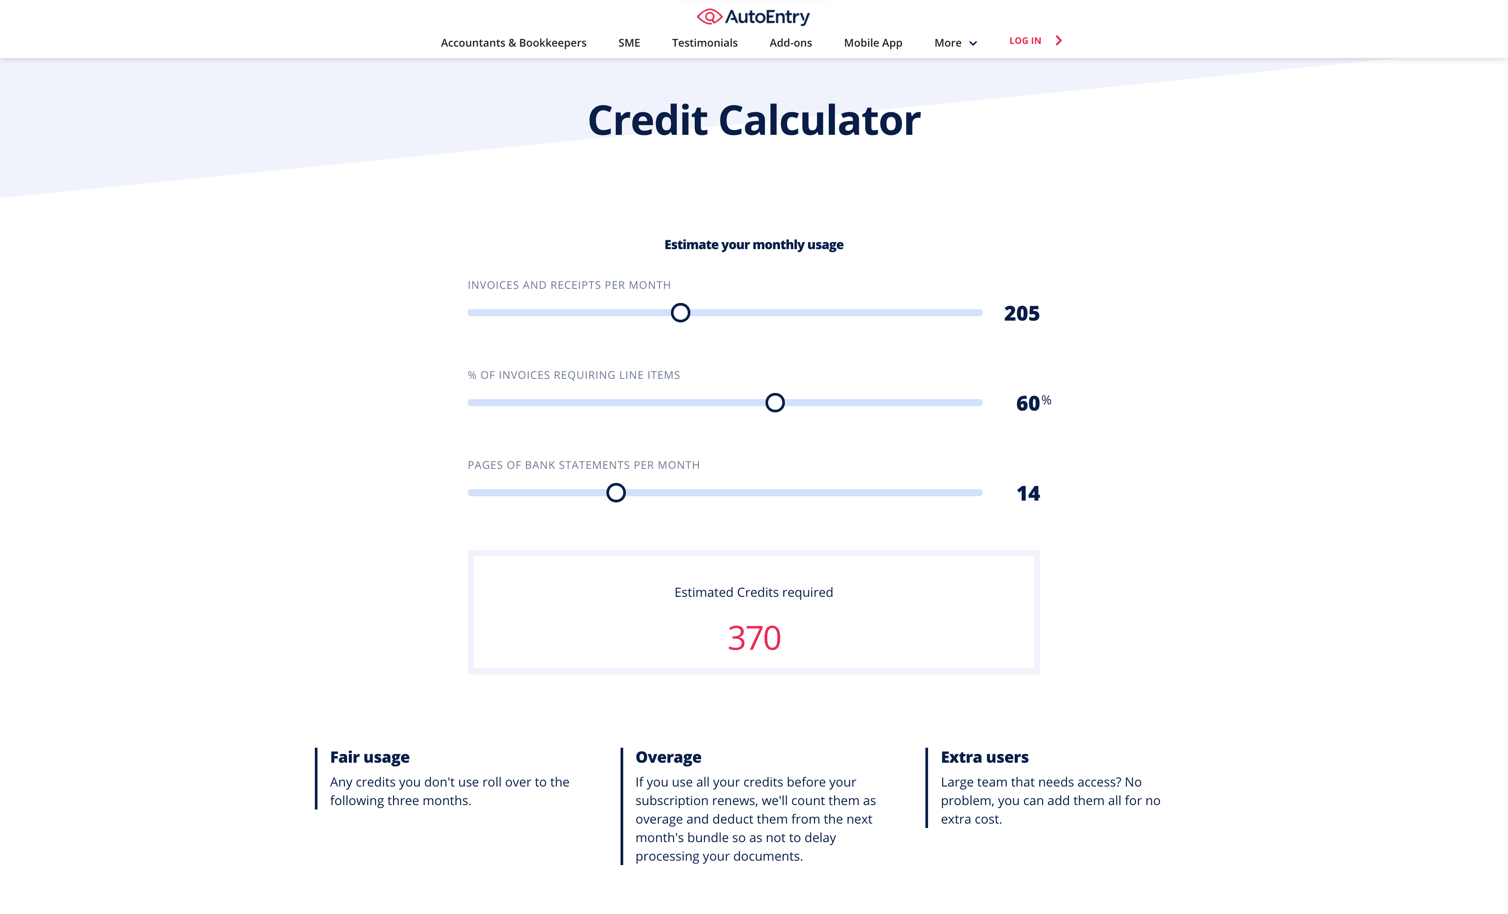 AutoEntry
Accountants & Bookkeepers SME Testimonials Add-ons Mobile App More LOG IN
Credit Calculator
Estimate your monthly usage
INVOICES AND RECEIPTS PER MONTH
205
% OF INVOICES REQUIRING LINE ITEMS
60%
PAGES OF BANK STATEMENTS PER MONTH
14
Estimated Credits required
370
Fair usage
Any credits you don't use roll over to the
following three months.
Overage
If you use all your credits before your
subscription renews, we'll count them as
overage and deduct them from the next
month's bundle so as not to delay
processing your documents.
Extra users
Large team that needs access? No
problem, you can add them all for no
extra cost.